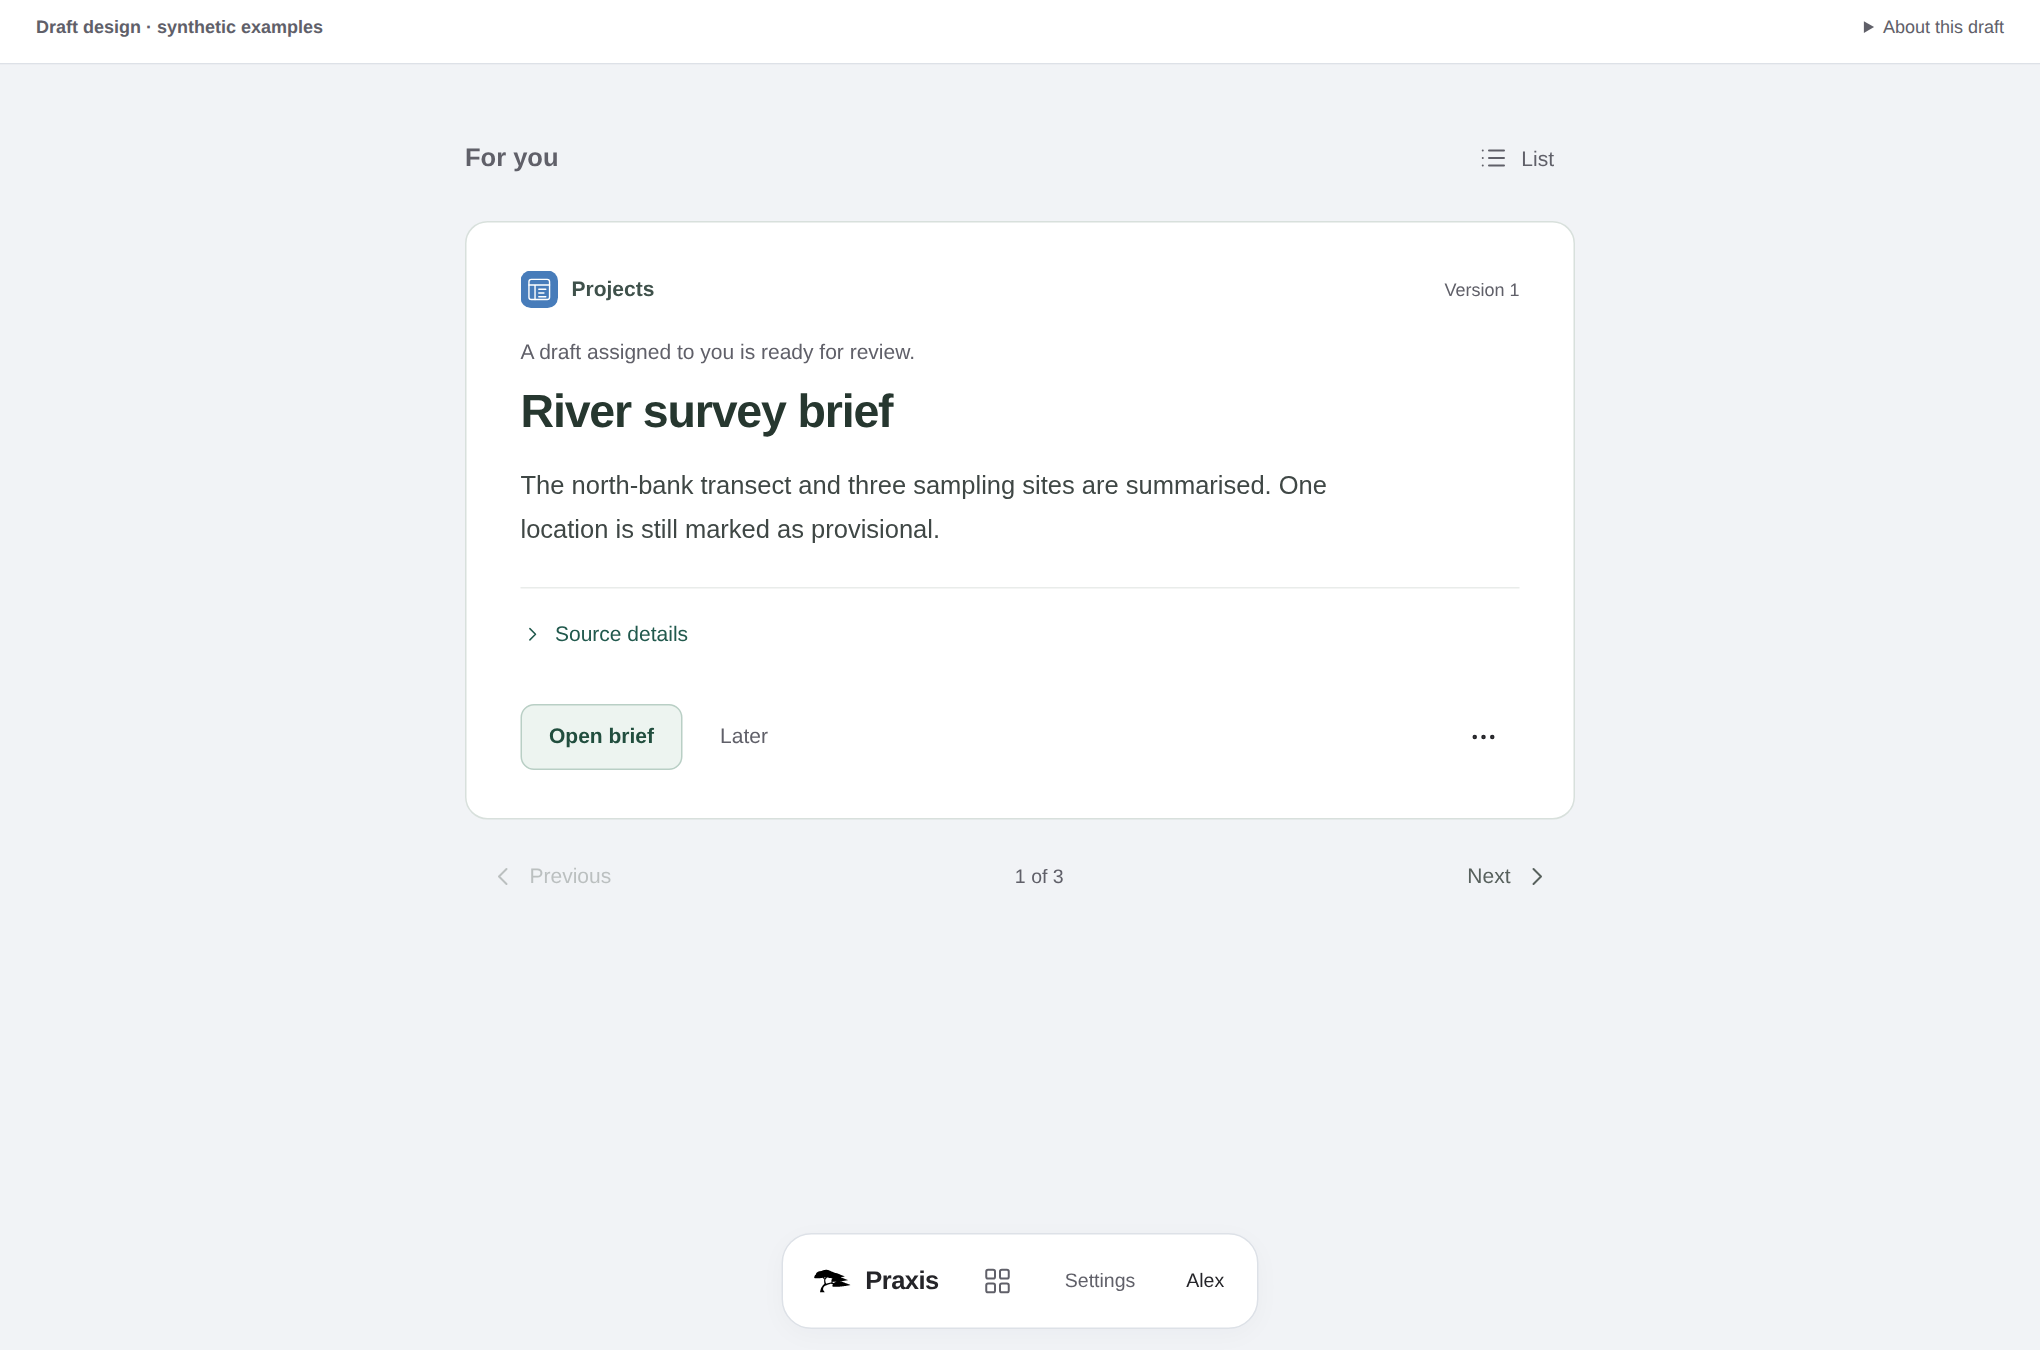 Draft design · synthetic examples
About this draft
For you
List
Projects
Version 1
A draft assigned to you is ready for review.
River survey brief
The north-bank transect and three sampling sites are summarised. One
location is still marked as provisional.
Source details
Open brief
Later
Previous
1 of 3
Next
Praxis
Settings
Alex